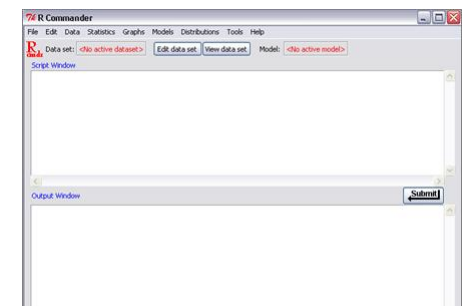 R Commander
File Edit Data Statistics Graphs Models Distributions Tools Help
R Data set: <No active dataset> Edit data set View data set Model: <No active model>
Cmdr
Script Window
Output Window Submit